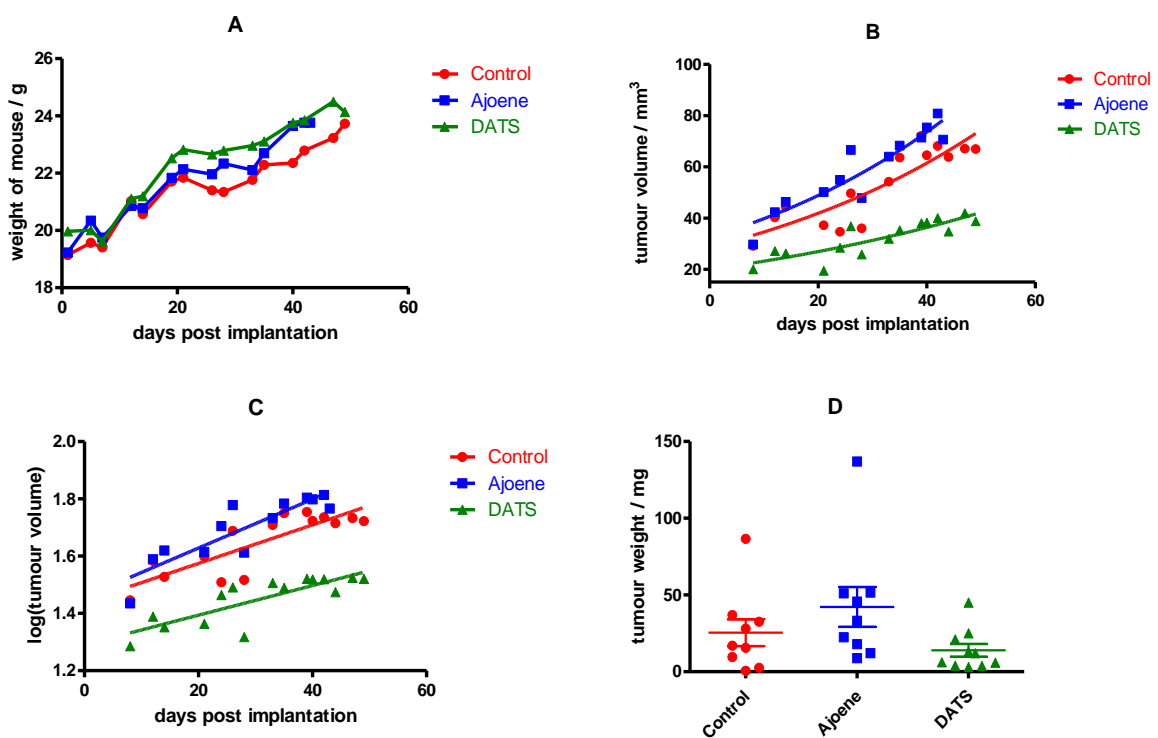 A
26
24
22
20
18
0
20
40
60
weight of mouse / g
days post implantation
Control
Ajoene
DATS
B
100
80
60
40
20
0
20
40
60
tumour volume / mm³
days post implantation
Control
Ajoene
DATS
C
2.0
1.8
1.6
1.4
1.2
0
20
40
60
log(tumour volume)
days post implantation
Control
Ajoene
DATS
D
150
100
50
0
tumour weight / mg
Control
Ajoene
DATS